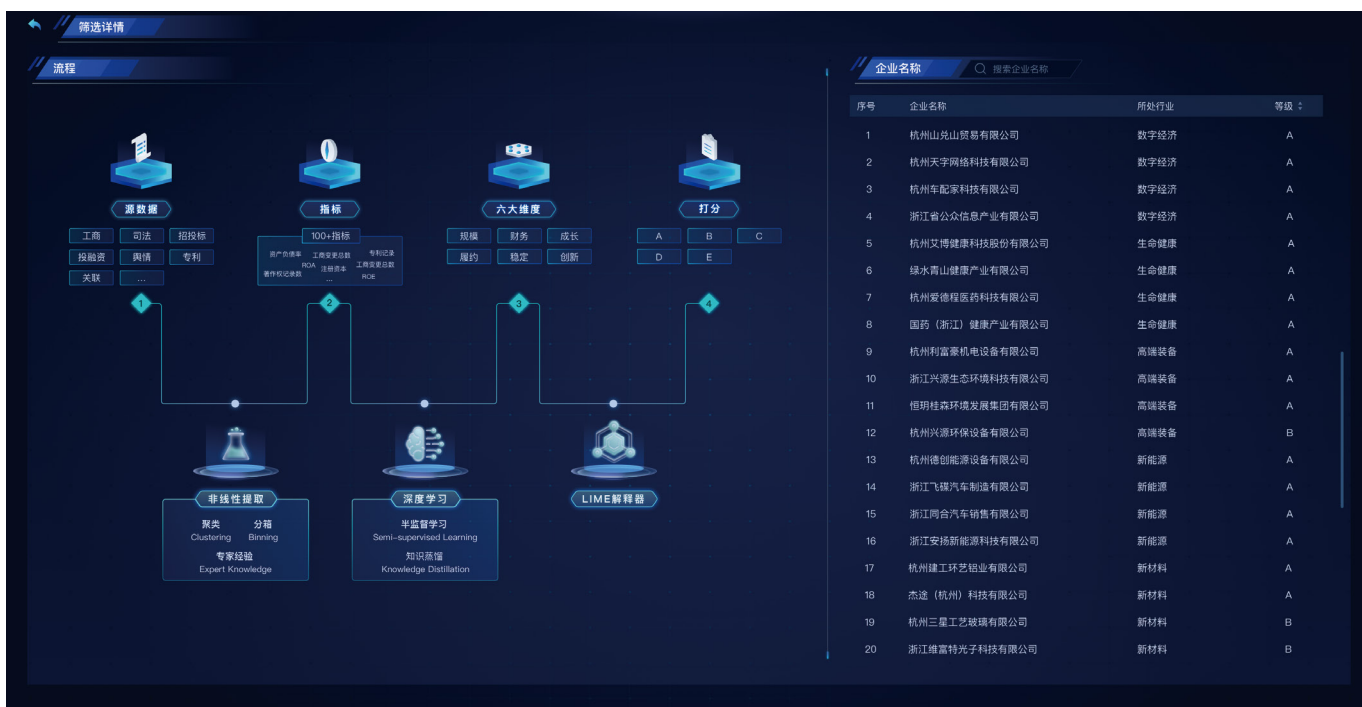 筛选详情
流程
源数据
指标
六大维度
打分
工商 司法 招投标
投融资 舆情 专利
关联 ...
100+指标
资产负债率 工商变更总数 专利记录
ROA 注册资本 工商变更总数
著作权记录数 ... ROE
规模 财务 成长
履约 稳定 创新
A B C
D E
1 2 3 4
非线性提取
聚类 分箱
Clustering Binning
专家经验
Expert Knowledge
深度学习
半监督学习
Semi-supervised Learning
知识蒸馏
Knowledge Distillation
LIME解释器
企业名称 搜索企业名称
序号 企业名称 所处行业 等级
1 杭州山兑山贸易有限公司 数字经济 A
2 杭州天字网络科技有限公司 数字经济 A
3 杭州车配家科技有限公司 数字经济 A
4 浙江省公众信息产业有限公司 数字经济 A
5 杭州艾博健康科技股份有限公司 生命健康 A
6 绿水青山健康产业有限公司 生命健康 A
7 杭州爱德程医药科技有限公司 生命健康 A
8 国药（浙江）健康产业有限公司 生命健康 A
9 杭州利富豪机电设备有限公司 高端装备 A
10 浙江兴源生态环境科技有限公司 高端装备 A
11 恒玥桂森环境发展集团有限公司 高端装备 A
12 杭州兴源环保设备有限公司 高端装备 B
13 杭州德创能源设备有限公司 新能源 A
14 浙江飞碟汽车制造有限公司 新能源 A
15 浙江同合汽车销售有限公司 新能源 A
16 浙江安扬新能源科技有限公司 新能源 A
17 杭州建工环艺铝业有限公司 新材料 A
18 杰途（杭州）科技有限公司 新材料 A
19 杭州三星工艺玻璃有限公司 新材料 B
20 浙江维富特光子科技有限公司 新材料 B